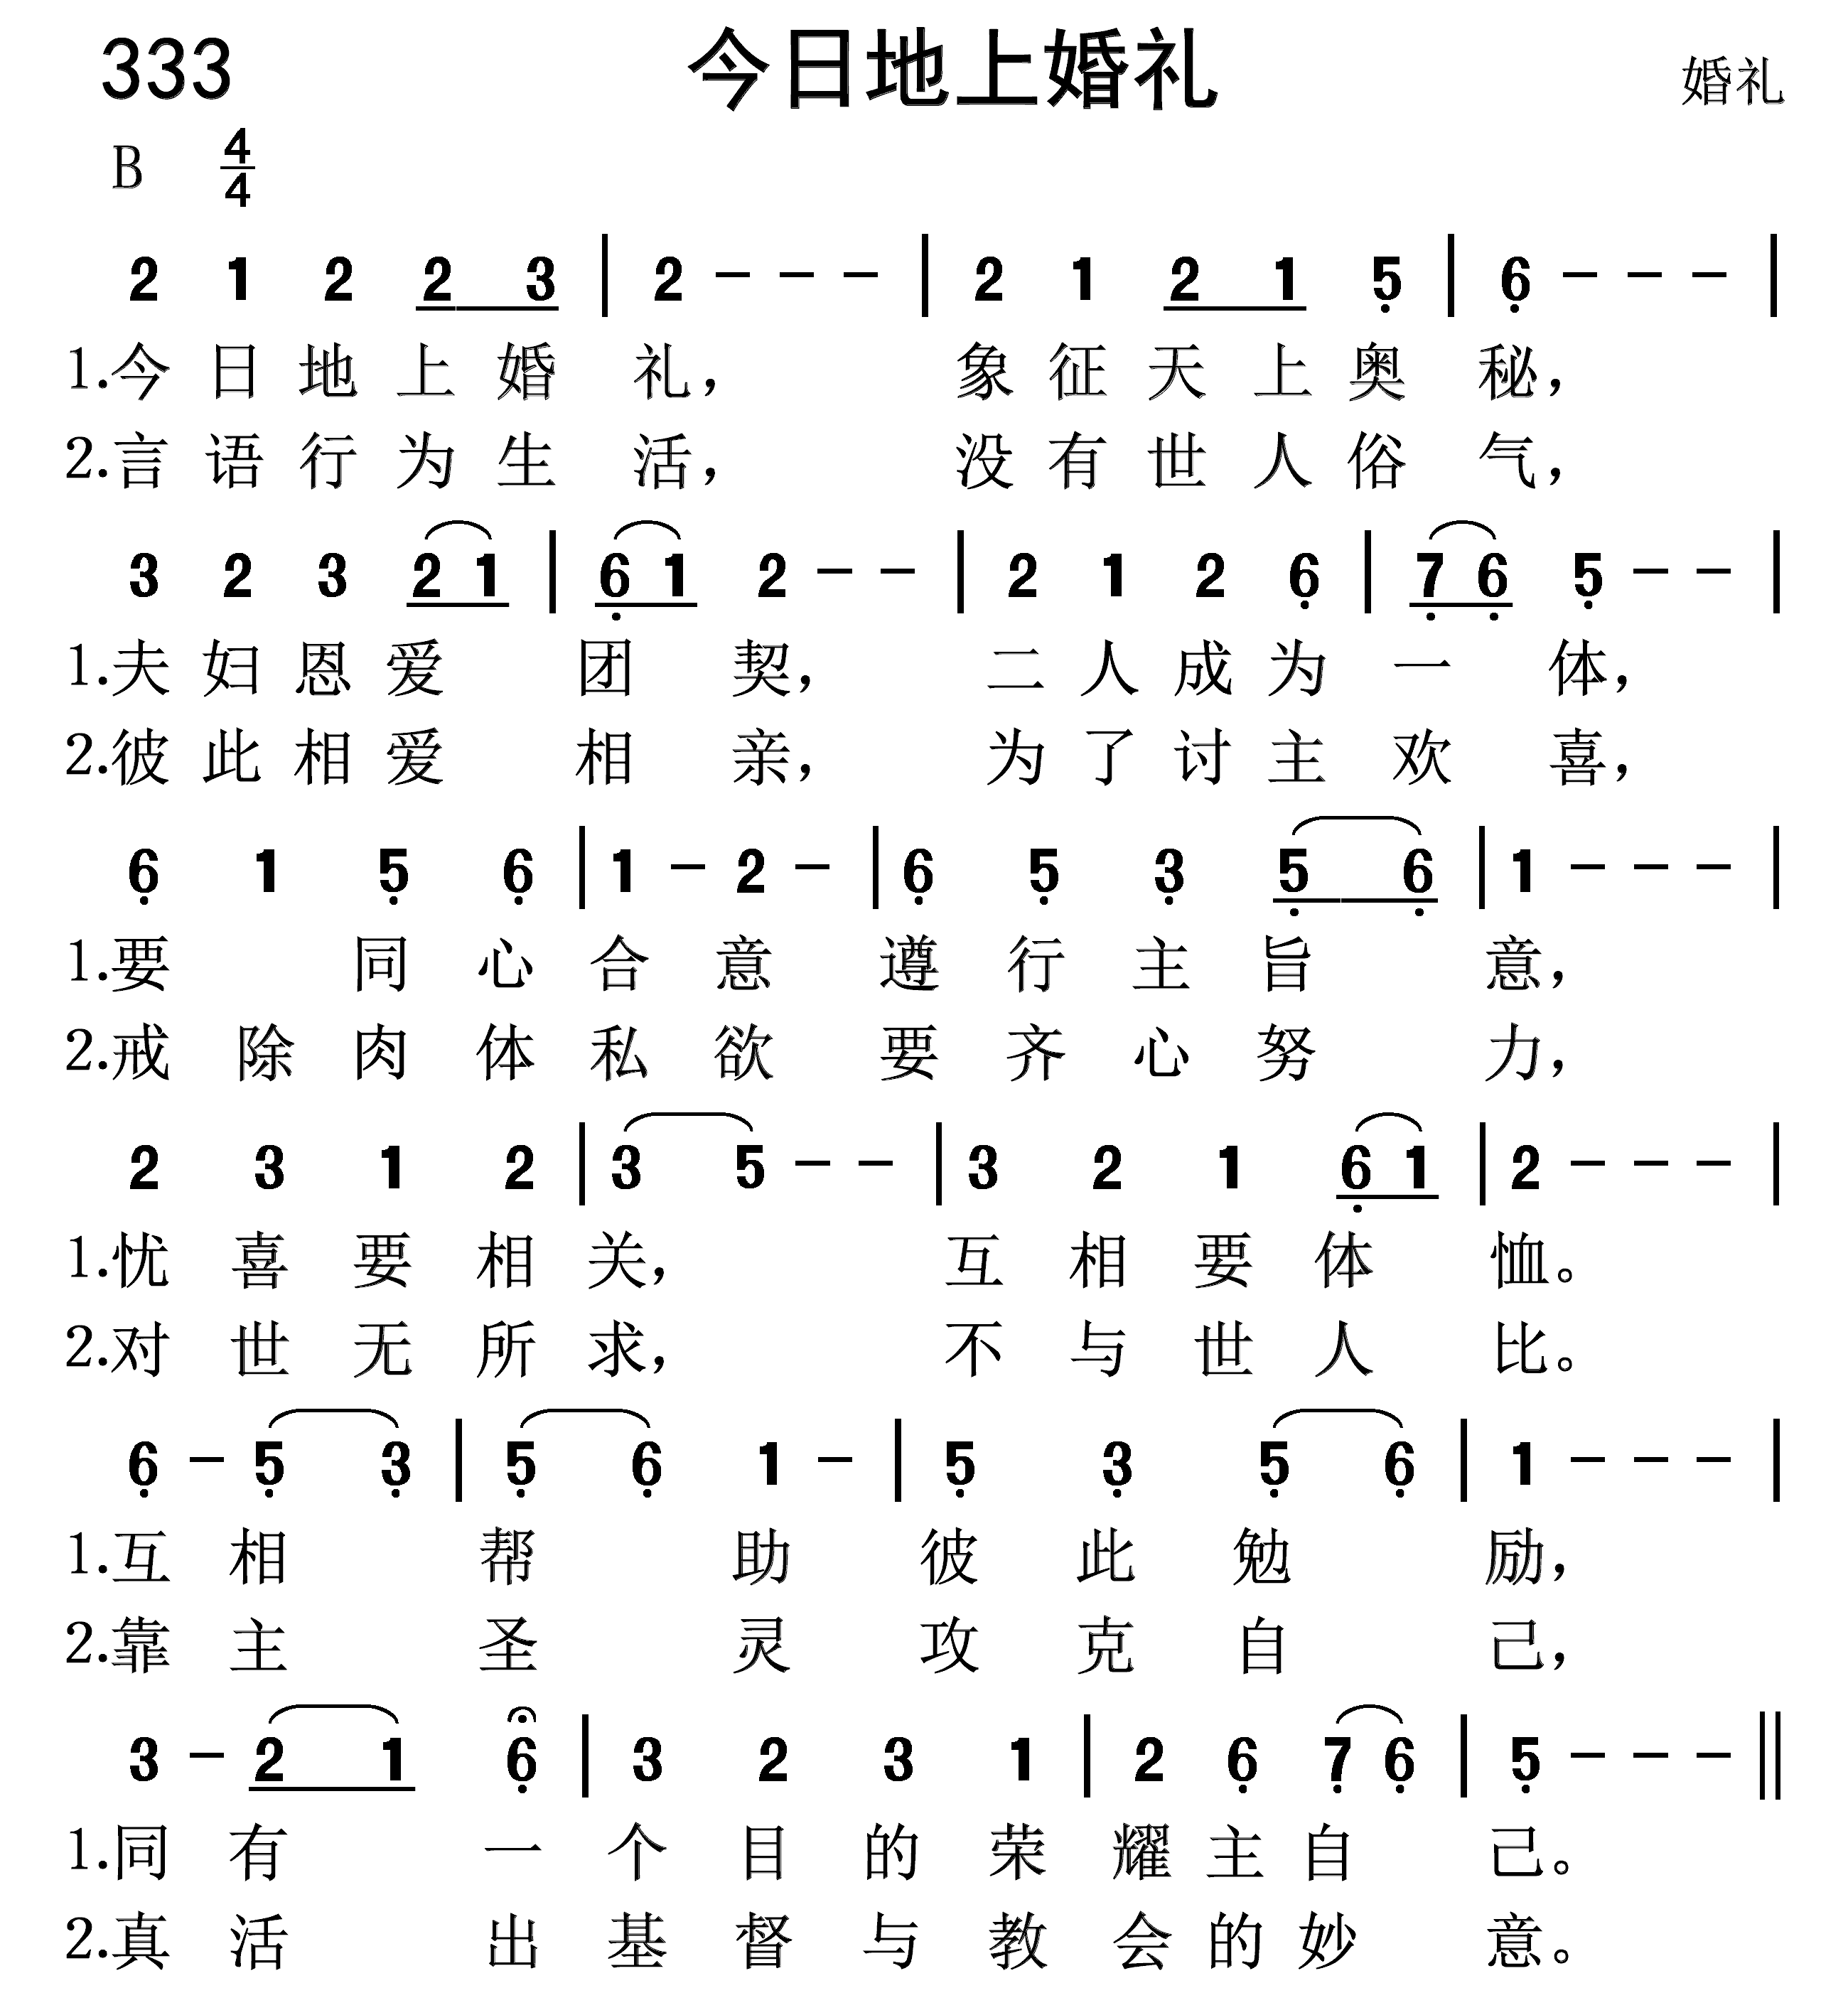 333 今日地上婚礼 婚礼
B 4/4
2 1 2 2 3 | 2 - - - | 2 1 2 1 5 | 6 - - - |
1.今日地上婚礼， 象征天上奥秘，
2.言语行为生活， 没有世人俗气，
3 2 3 2 1 | 6 1 2 - - | 2 1 2 6 | 7 6 5 - - |
1.夫妇恩爱团契， 二人成为一体，
2.彼此相爱相亲， 为了讨主欢喜，
6 1 5 6 | 1 - 2 - | 6 5 3 5 6 | 1 - - - |
1.要 同心合意 遵行主旨意，
2.戒除肉体私欲 要齐心努力，
2 3 1 2 | 3 5 - - | 3 2 1 6 1 | 2 - - - |
1.忧喜要相关， 互相要体恤。
2.对世无所求， 不与世人比。
6 - 5 3 | 5 6 1 - | 5 3 5 6 | 1 - - - |
1.互相帮助彼此勉励，
2.靠主圣灵攻克自己，
3 - 2 1 6 | 3 2 3 1 | 2 6 7 6 | 5 - - - ‖
1.同有一个目的荣耀主自己。
2.真活出基督与教会的妙意。